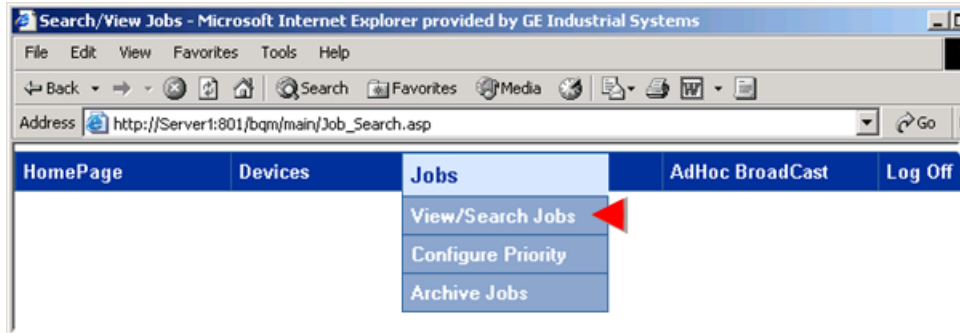 Search/View Jobs - Microsoft Internet Explorer provided by GE Industrial Systems
File Edit View Favorites Tools Help
Back Search Favorites Media W
Address http://Server1:801/bqm/main/Job_Search.asp Go
HomePage Devices Jobs AdHoc BroadCast Log Off
View/Search Jobs
Configure Priority
Archive Jobs